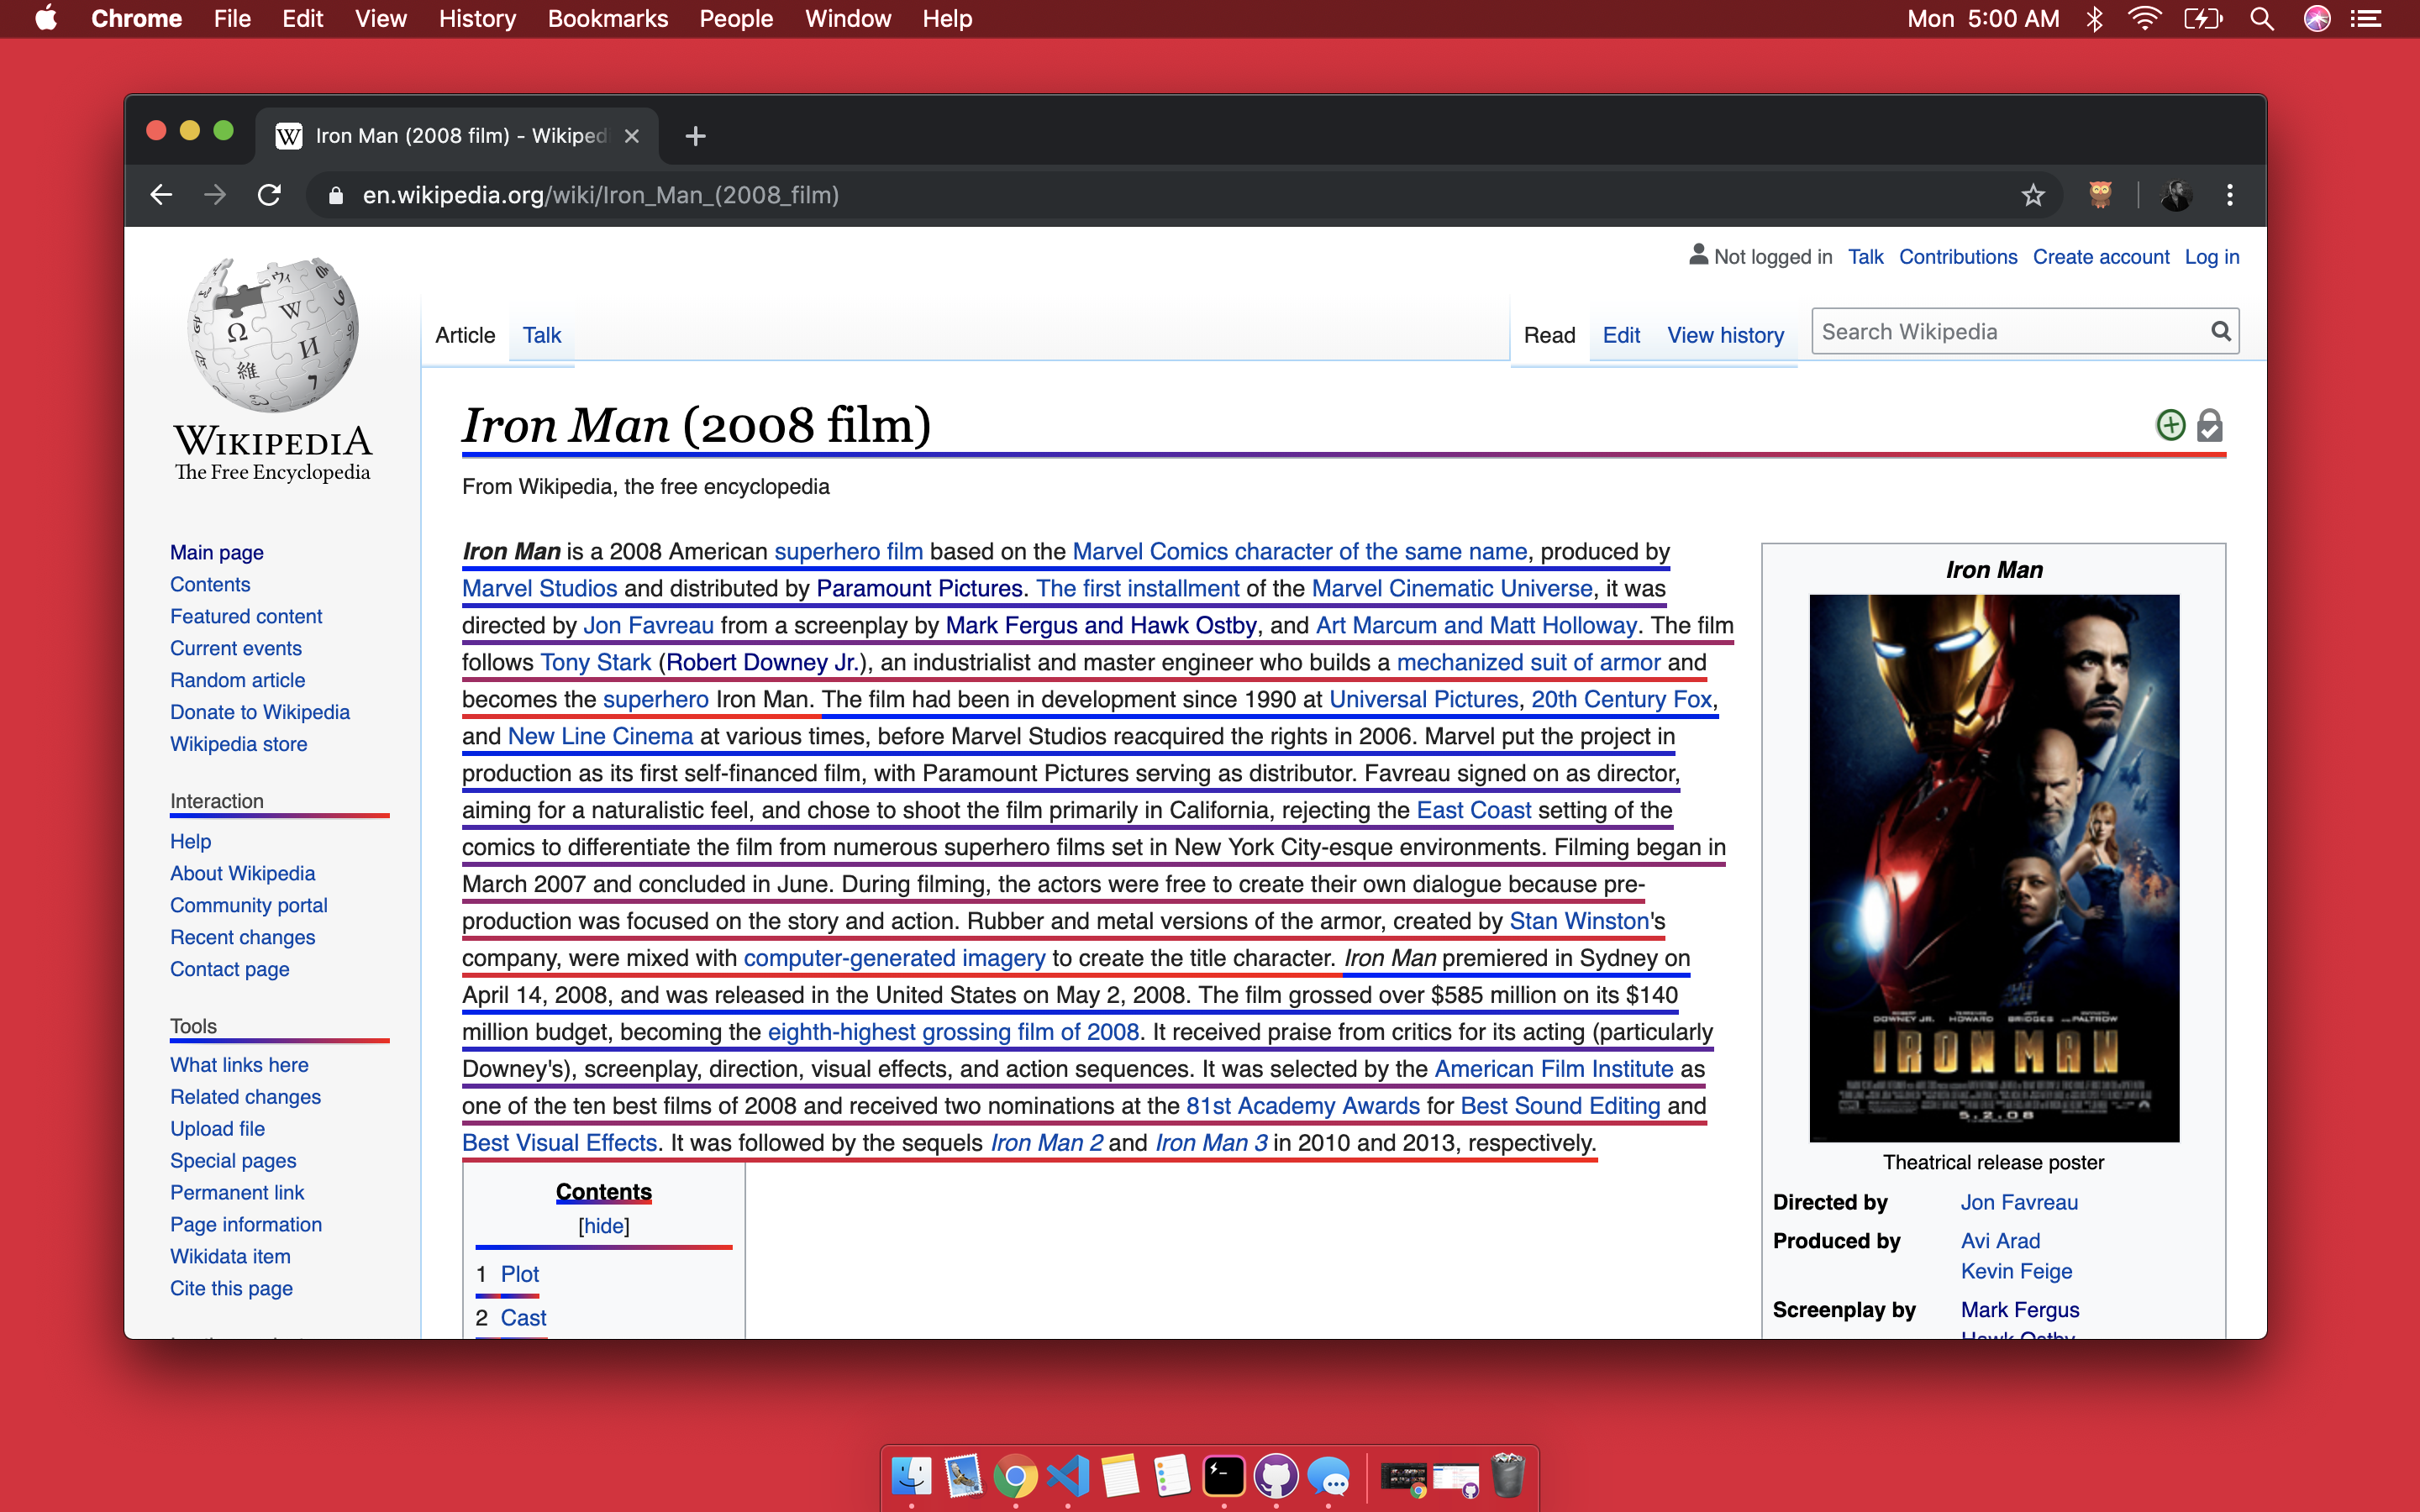 Chrome File Edit View History Bookmarks People Window Help
Mon 5:00 AM
Iron Man (2008 film) - Wikiped
en.wikipedia.org/wiki/Iron_Man_(2008_film)
Not logged in Talk Contributions Create account Log in
Article Talk
Read Edit View history
Search Wikipedia
WIKIPEDIA
The Free Encyclopedia
Main page
Contents
Featured content
Current events
Random article
Donate to Wikipedia
Wikipedia store
Interaction
Help
About Wikipedia
Community portal
Recent changes
Contact page
Tools
What links here
Related changes
Upload file
Special pages
Permanent link
Page information
Wikidata item
Cite this page
Iron Man (2008 film)
From Wikipedia, the free encyclopedia
Iron Man is a 2008 American superhero film based on the Marvel Comics character of the same name, produced by
Marvel Studios and distributed by Paramount Pictures. The first installment of the Marvel Cinematic Universe, it was
directed by Jon Favreau from a screenplay by Mark Fergus and Hawk Ostby, and Art Marcum and Matt Holloway. The film
follows Tony Stark (Robert Downey Jr.), an industrialist and master engineer who builds a mechanized suit of armor and
becomes the superhero Iron Man. The film had been in development since 1990 at Universal Pictures, 20th Century Fox,
and New Line Cinema at various times, before Marvel Studios reacquired the rights in 2006. Marvel put the project in
production as its first self-financed film, with Paramount Pictures serving as distributor. Favreau signed on as director,
aiming for a naturalistic feel, and chose to shoot the film primarily in California, rejecting the East Coast setting of the
comics to differentiate the film from numerous superhero films set in New York City-esque environments. Filming began in
March 2007 and concluded in June. During filming, the actors were free to create their own dialogue because pre-
production was focused on the story and action. Rubber and metal versions of the armor, created by Stan Winston's
company, were mixed with computer-generated imagery to create the title character. Iron Man premiered in Sydney on
April 14, 2008, and was released in the United States on May 2, 2008. The film grossed over $585 million on its $140
million budget, becoming the eighth-highest grossing film of 2008. It received praise from critics for its acting (particularly
Downey's), screenplay, direction, visual effects, and action sequences. It was selected by the American Film Institute as
one of the ten best films of 2008 and received two nominations at the 81st Academy Awards for Best Sound Editing and
Best Visual Effects. It was followed by the sequels Iron Man 2 and Iron Man 3 in 2010 and 2013, respectively.
Contents
[hide]
1 Plot
2 Cast
Iron Man
DOWNEY JR. HOWARD BRIDGES PALTROW
IRON MAN
5.2.08
Theatrical release poster
Directed by Jon Favreau
Produced by Avi Arad
Kevin Feige
Screenplay by Mark Fergus
Hawk Ostby